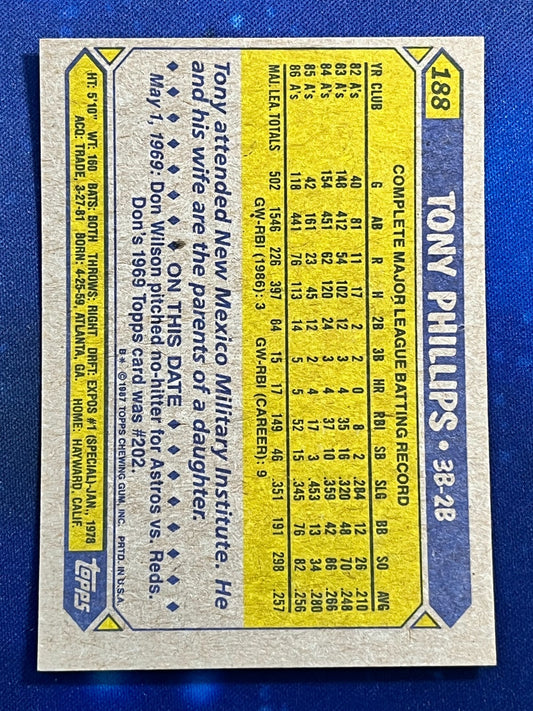 188 TONY PHILLIPS • 3B-2B
COMPLETE MAJOR LEAGUE BATTING RECORD
YR CLUB G AB R H 2B 3B HR RBI SB SLG BB SO AVG
82 A's 40 81 11 17 2 2 0 8 2 .284 12 26 .210
83 A's 148 412 54 102 12 3 4 35 16 .320 48 70 .248
84 A's 154 451 62 120 24 3 4 37 10 .359 42 86 .266
85 A's 42 161 23 45 12 2 4 17 3 .453 13 34 .280
86 A's 118 441 76 113 14 5 5 52 15 .345 76 82 .256
MAJ. LEA. TOTALS 502 1546 226 397 64 15 17 149 46 .351 191 298 .257
GW-RBI (1986): 3 GW-RBI (CAREER): 9
Tony attended New Mexico Military Institute. He
and his wife are the parents of a daughter.
♦ ♦ ♦ ♦ ♦ ♦ ON THIS DATE ♦ ♦ ♦ ♦ ♦ ♦
May 1, 1969: Don Wilson pitched no-hitter for Astros vs. Reds.
Don's 1969 Topps card was #202.
B* © 1987 TOPPS CHEWING GUM, INC. PRTD. IN U.S.A.
HT: 5'10" WT: 160 BATS: BOTH THROWS: RIGHT DRFT: EXPOS #1 (SPECIAL)-JAN., 1978
ACQ: TRADE, 3-27-81 BORN: 4-25-59, ATLANTA, GA. HOME: HAYWARD, CALIF.
topps